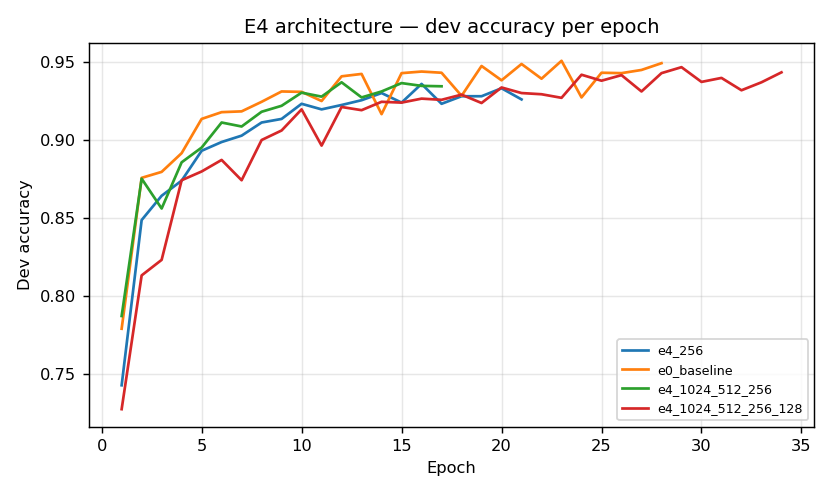 E4 architecture — dev accuracy per epoch
Dev accuracy
0.95
0.90
0.85
0.80
0.75
e4_256
e0_baseline
e4_1024_512_256
e4_1024_512_256_128
0 5 10 15 20 25 30 35
Epoch